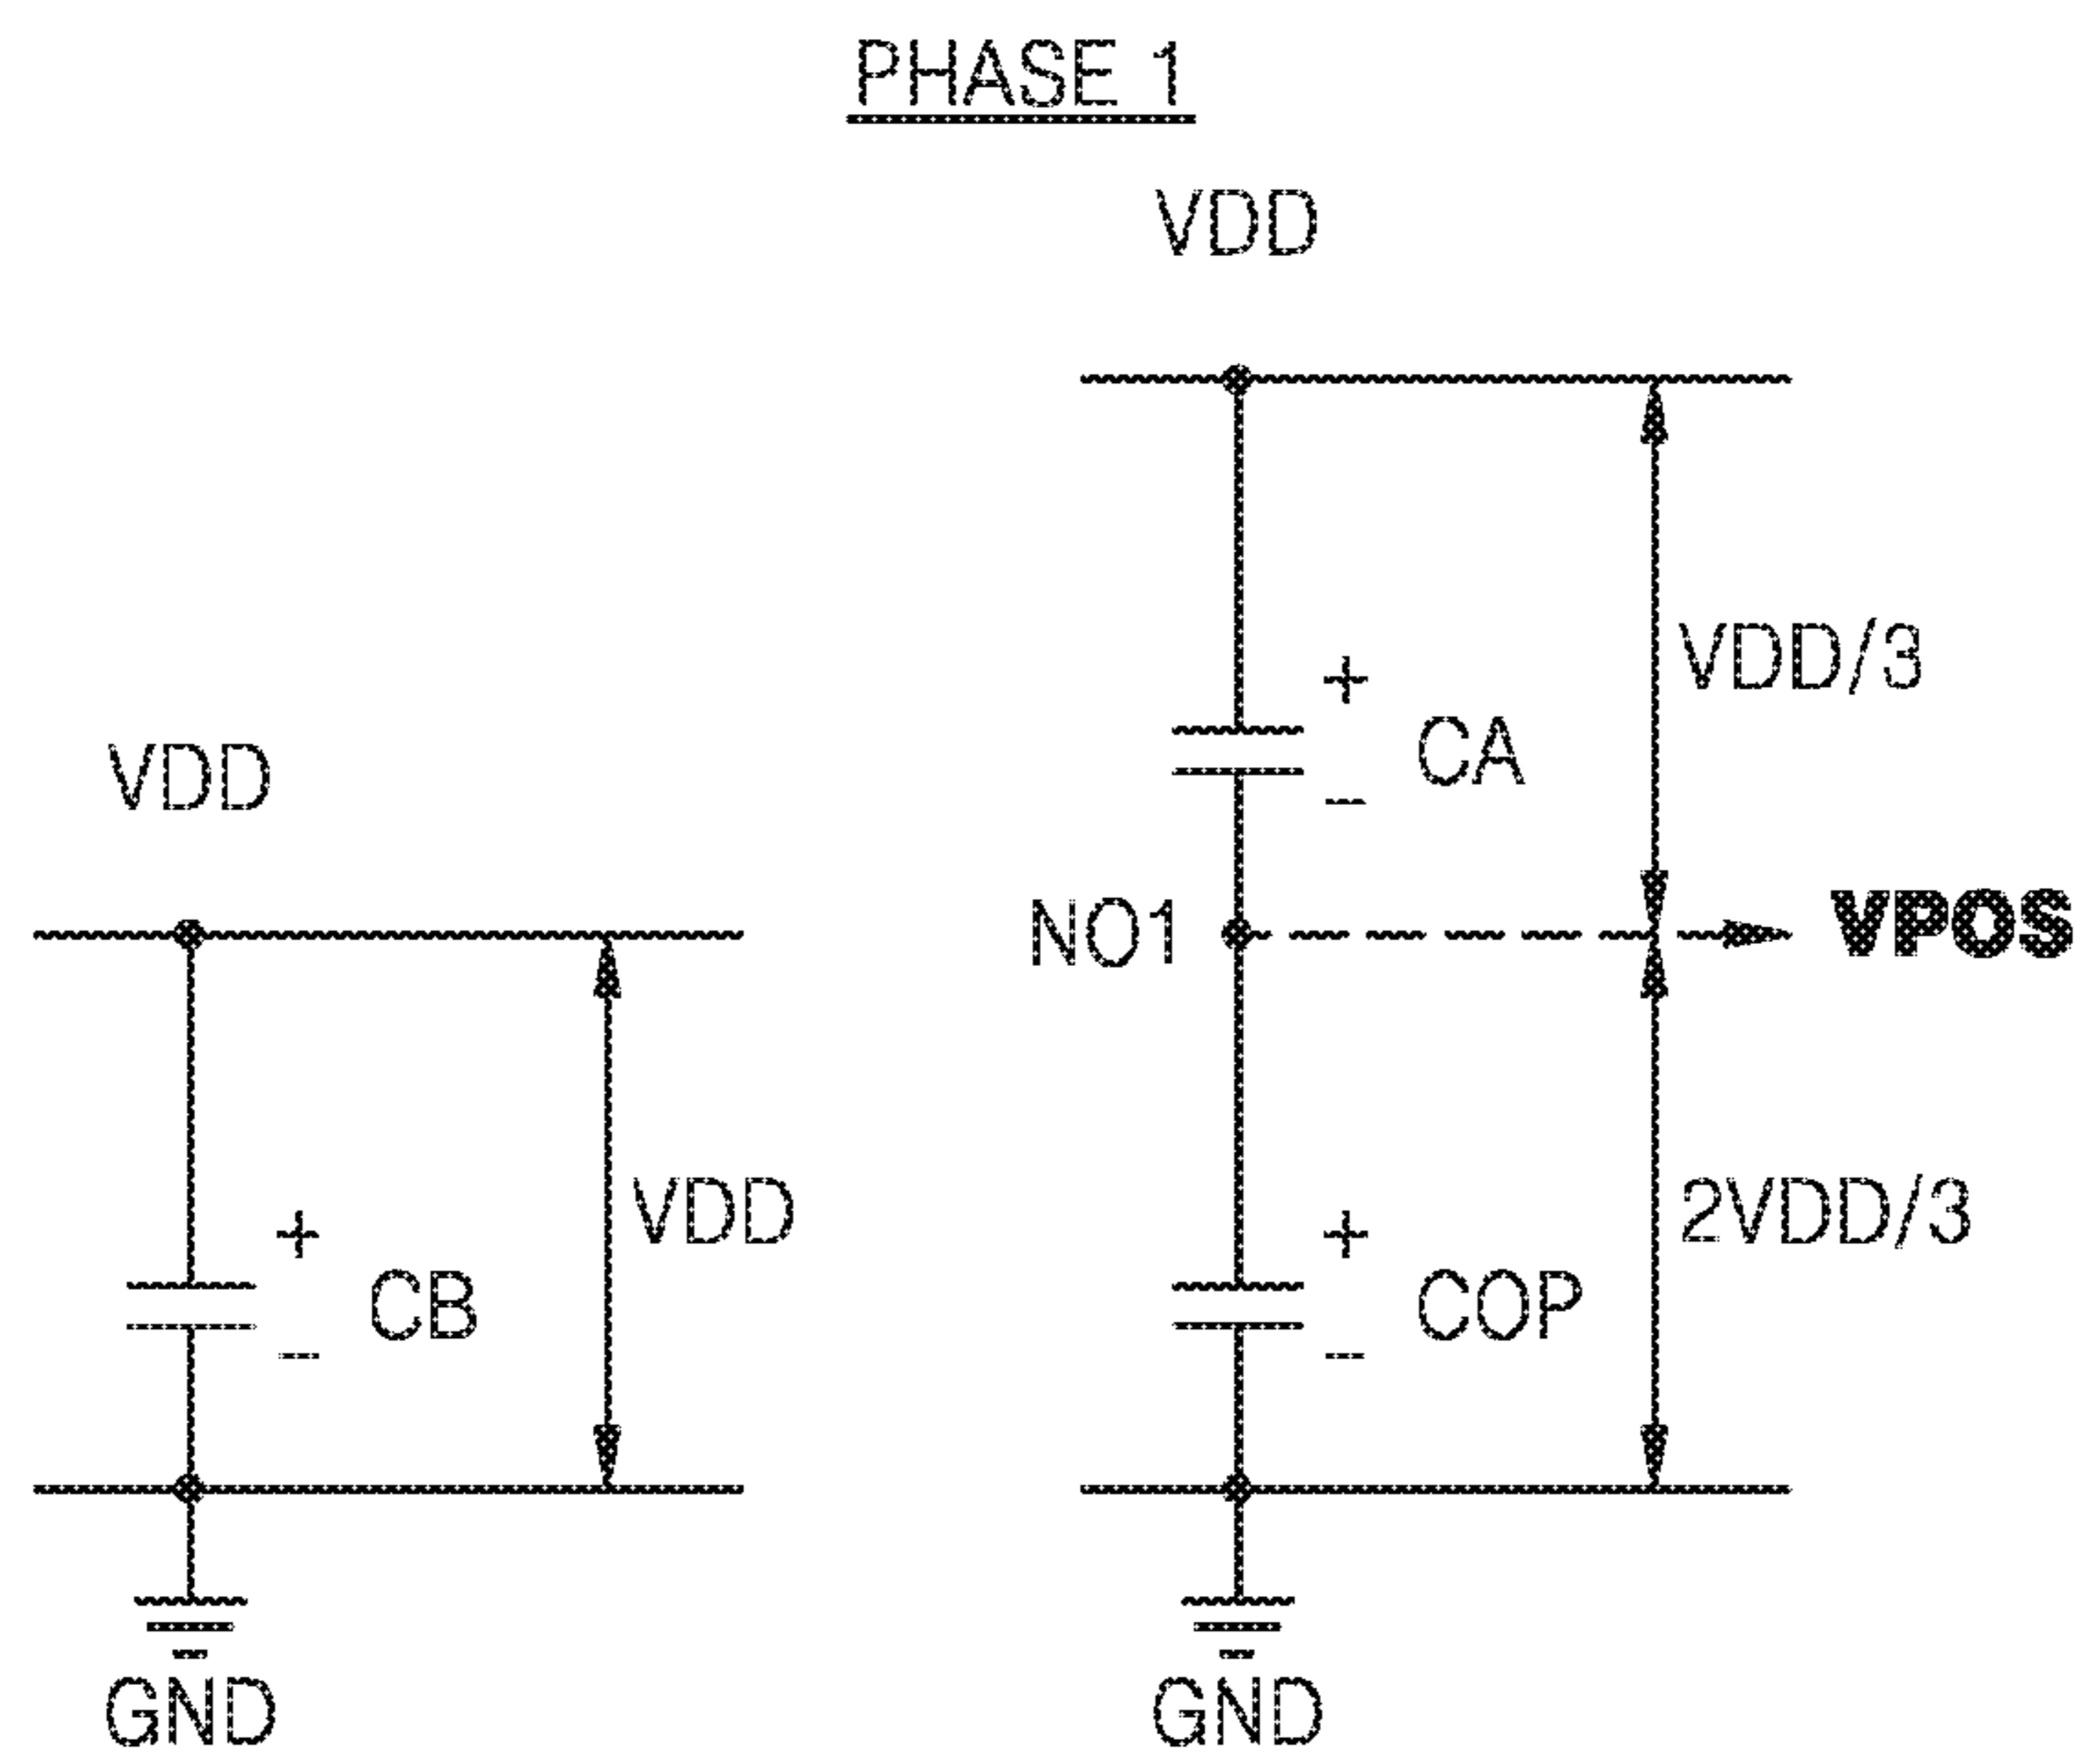 PHASE 1
VDD
VDD/3
+
CA
−
VDD
NO1
VPOS
VDD
+
CB
−
+
COP
−
2VDD/3
GND
GND